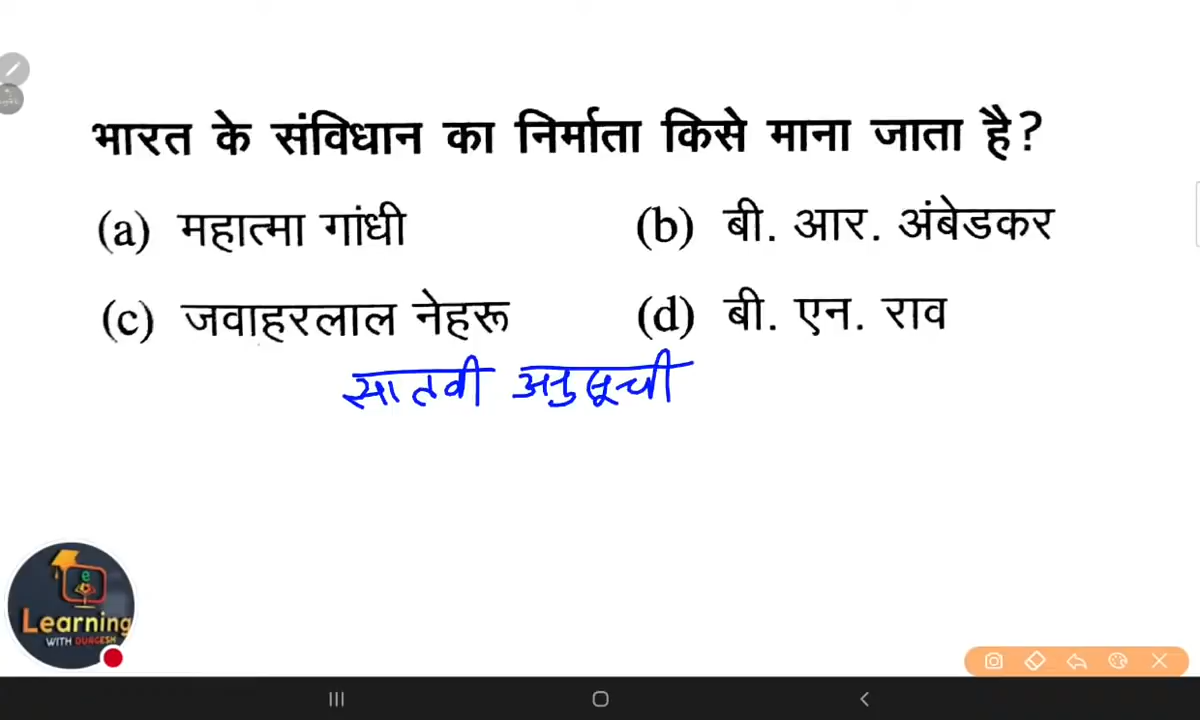 भारत के संविधान का निर्माता किसे माना जाता है?
(a) महात्मा गांधी (b) बी. आर. अंबेडकर
(c) जवाहरलाल नेहरू (d) बी. एन. राव
सातवी अनुसूची
e
Learning
WITH DURGESH